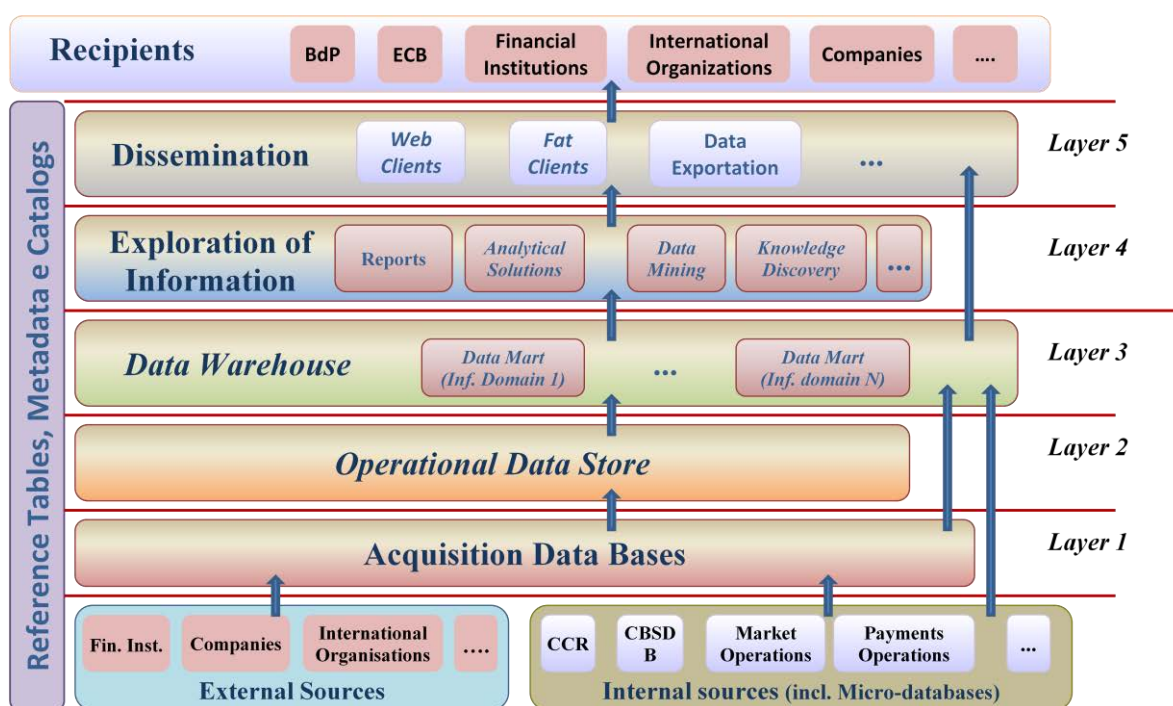 Recipients
BdP
ECB
Financial
Institutions
International
Organizations
Companies
....
Reference Tables, Metadata e Catalogs
Dissemination
Web
Clients
Fat
Clients
Data
Exportation
...
Layer 5
Exploration of
Information
Reports
Analytical
Solutions
Data
Mining
Knowledge
Discovery
...
Layer 4
Data Warehouse
Data Mart
(Inf. Domain 1)
...
Data Mart
(Inf. domain N)
Layer 3
Operational Data Store
Layer 2
Acquisition Data Bases
Layer 1
Fin. Inst.
Companies
International
Organisations
....
External Sources
CCR
CBSD
B
Market
Operations
Payments
Operations
...
Internal sources (incl. Micro-databases)